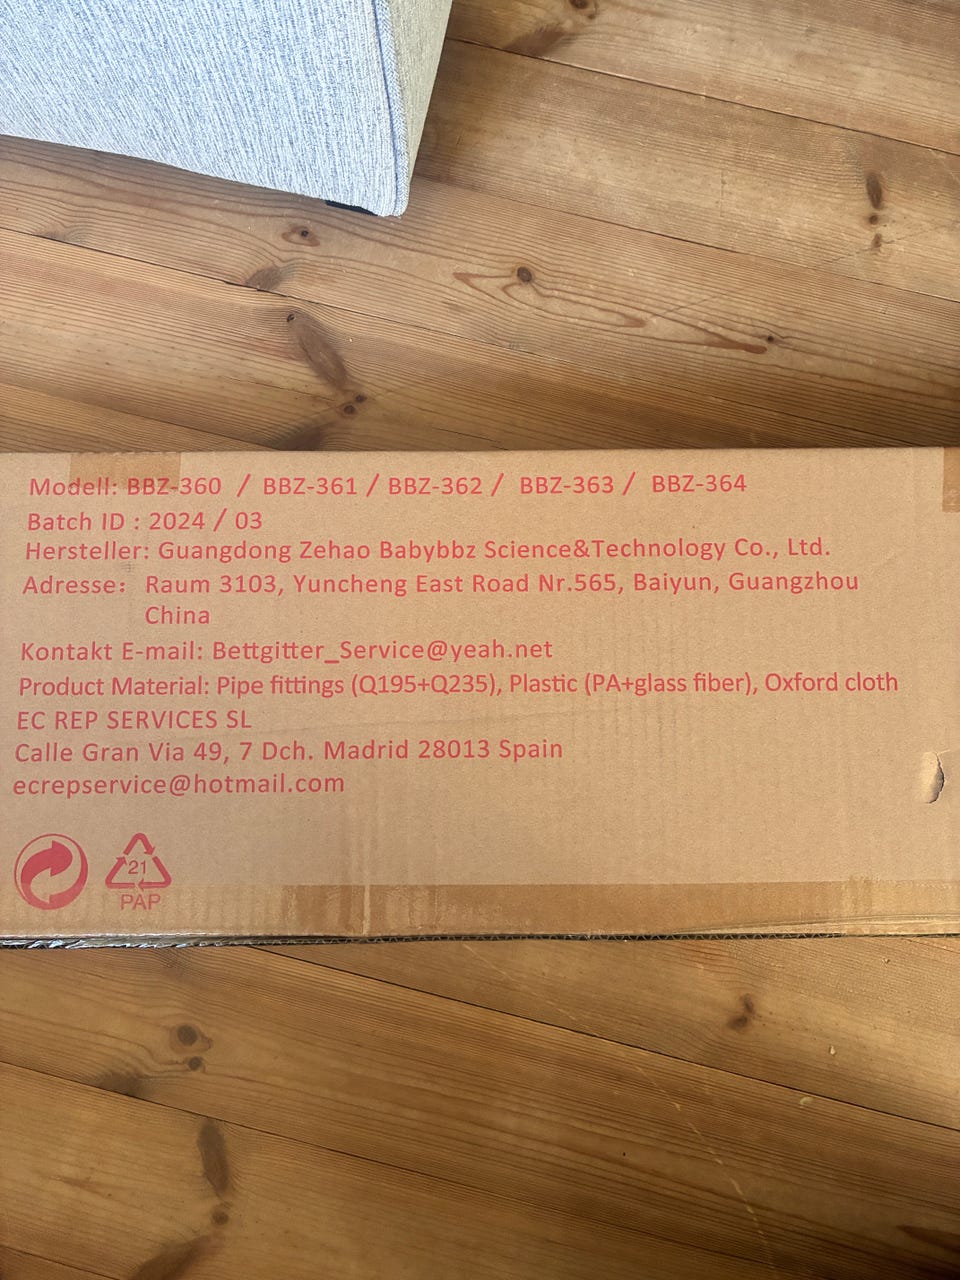 Modell: BBZ-360 / BBZ-361 / BBZ-362 / BBZ-363 / BBZ-364
Batch ID : 2024 / 03
Hersteller: Guangdong Zehao Babybbz Science&Technology Co., Ltd.
Adresse: Raum 3103, Yuncheng East Road Nr.565, Baiyun, Guangzhou
China
Kontakt E-mail: Bettgitter_Service@yeah.net
Product Material: Pipe fittings (Q195+Q235), Plastic (PA+glass fiber), Oxford cloth
EC REP SERVICES SL
Calle Gran Via 49, 7 Dch. Madrid 28013 Spain
ecrepservice@hotmail.com
21
PAP